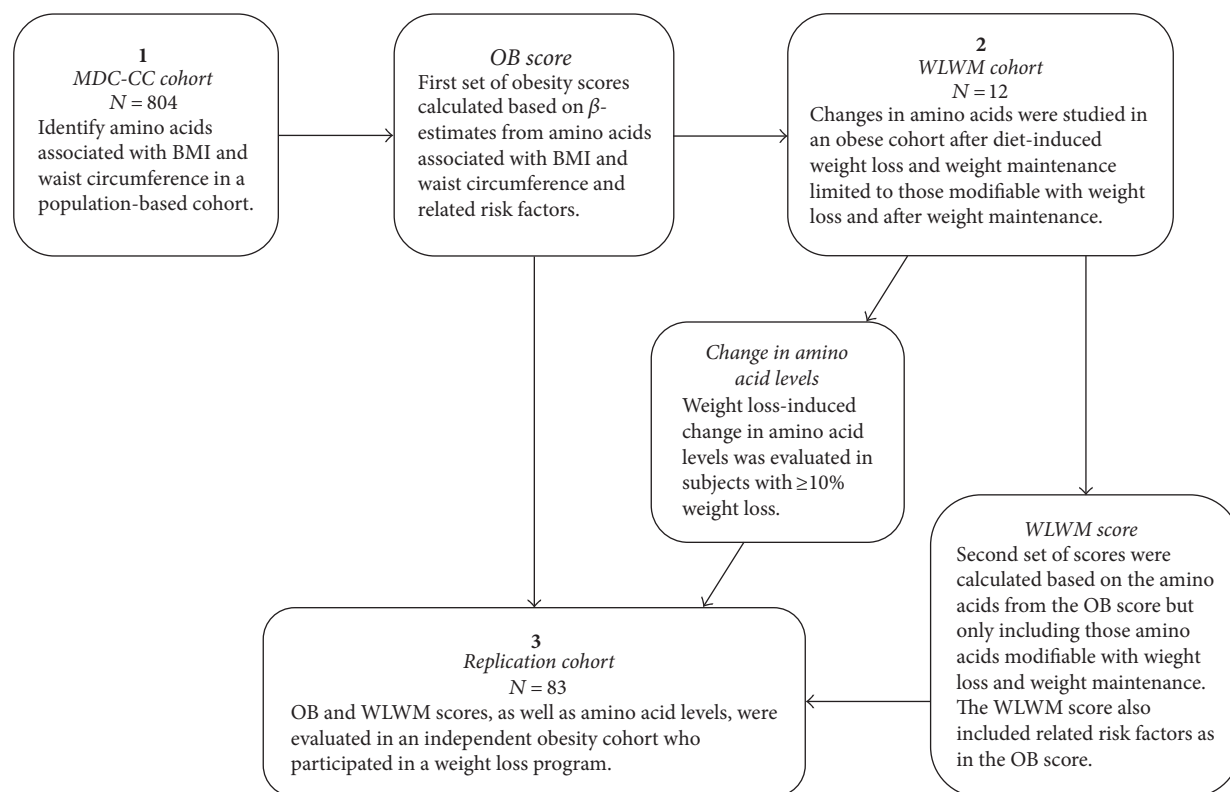 1
MDC-CC cohort
N = 804
Identify amino acids
associated with BMI and
waist circumference in a
population-based cohort.
OB score
First set of obesity scores
calculated based on β-
estimates from amino acids
associated with BMI and
waist circumference and
related risk factors.
2
WLWM cohort
N = 12
Changes in amino acids were studied in
an obese cohort after diet-induced
weight loss and weight maintenance
limited to those modifiable with weight
loss and after weight maintenance.
Change in amino
acid levels
Weight loss-induced
change in amino acid
levels was evaluated in
subjects with ≥10%
weight loss.
WLWM score
Second set of scores were
calculated based on the amino
acids from the OB score but
only including those amino
acids modifiable with wieght
loss and weight maintenance.
The WLWM score also
included related risk factors as
in the OB score.
3
Replication cohort
N = 83
OB and WLWM scores, as well as amino acid levels, were
evaluated in an independent obesity cohort who
participated in a weight loss program.